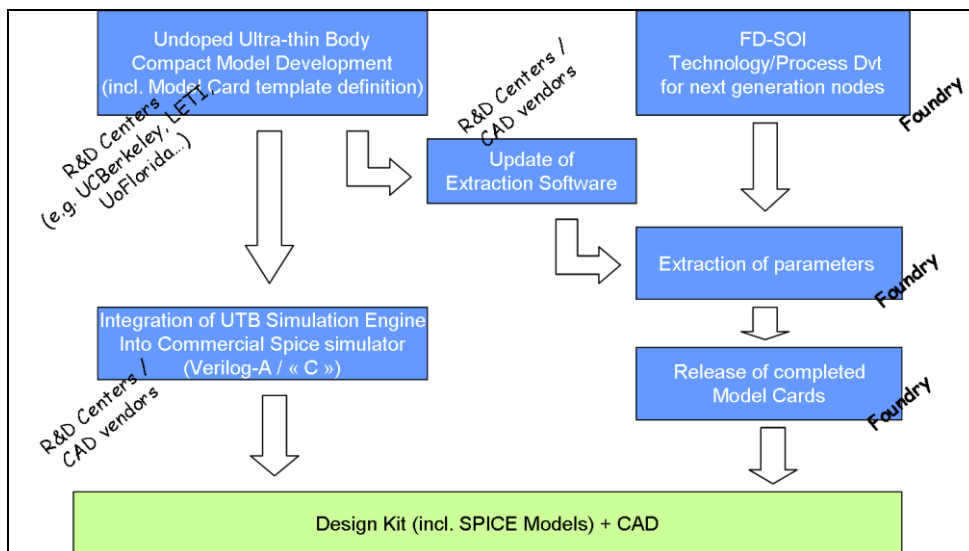 Undoped Ultra-thin Body
Compact Model Development
(incl. Model Card template definition)
FD-SOI
Technology/Process Dvt
for next generation nodes
R&D Centers
(e.g. UCBerkeley, LETI,
UoFlorida...)
R&D Centers /
CAD vendors
Foundry
Update of
Extraction Software
Extraction of parameters
Foundry
Integration of UTB Simulation Engine
Into Commercial Spice simulator
(Verilog-A / « C »)
R&D Centers /
CAD vendors
Release of completed
Model Cards
Foundry
Design Kit (incl. SPICE Models) + CAD